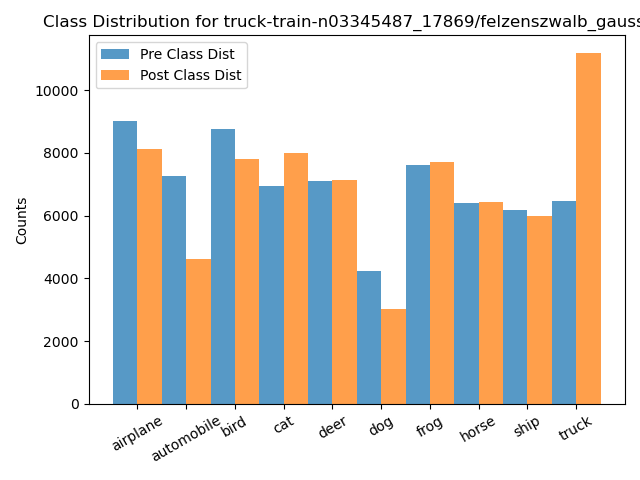 Class Distribution for truck-train-n03345487_17869/felzenszwalb_gauss
Pre Class Dist
Post Class Dist
Counts
10000
8000
6000
4000
2000
0
airplane
automobile
bird
cat
deer
dog
frog
horse
ship
truck